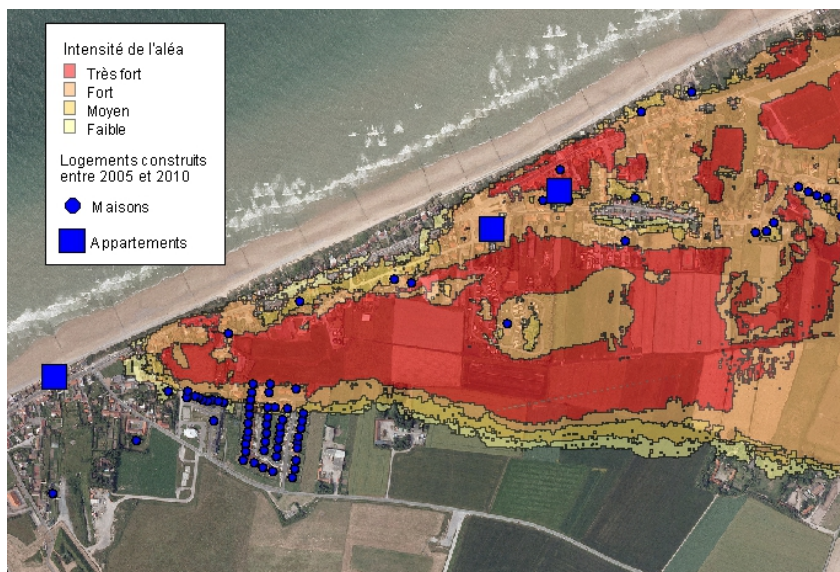 Intensité de l'aléa
Très fort
Fort
Moyen
Faible
Logements construits
entre 2005 et 2010
Maisons
Appartements